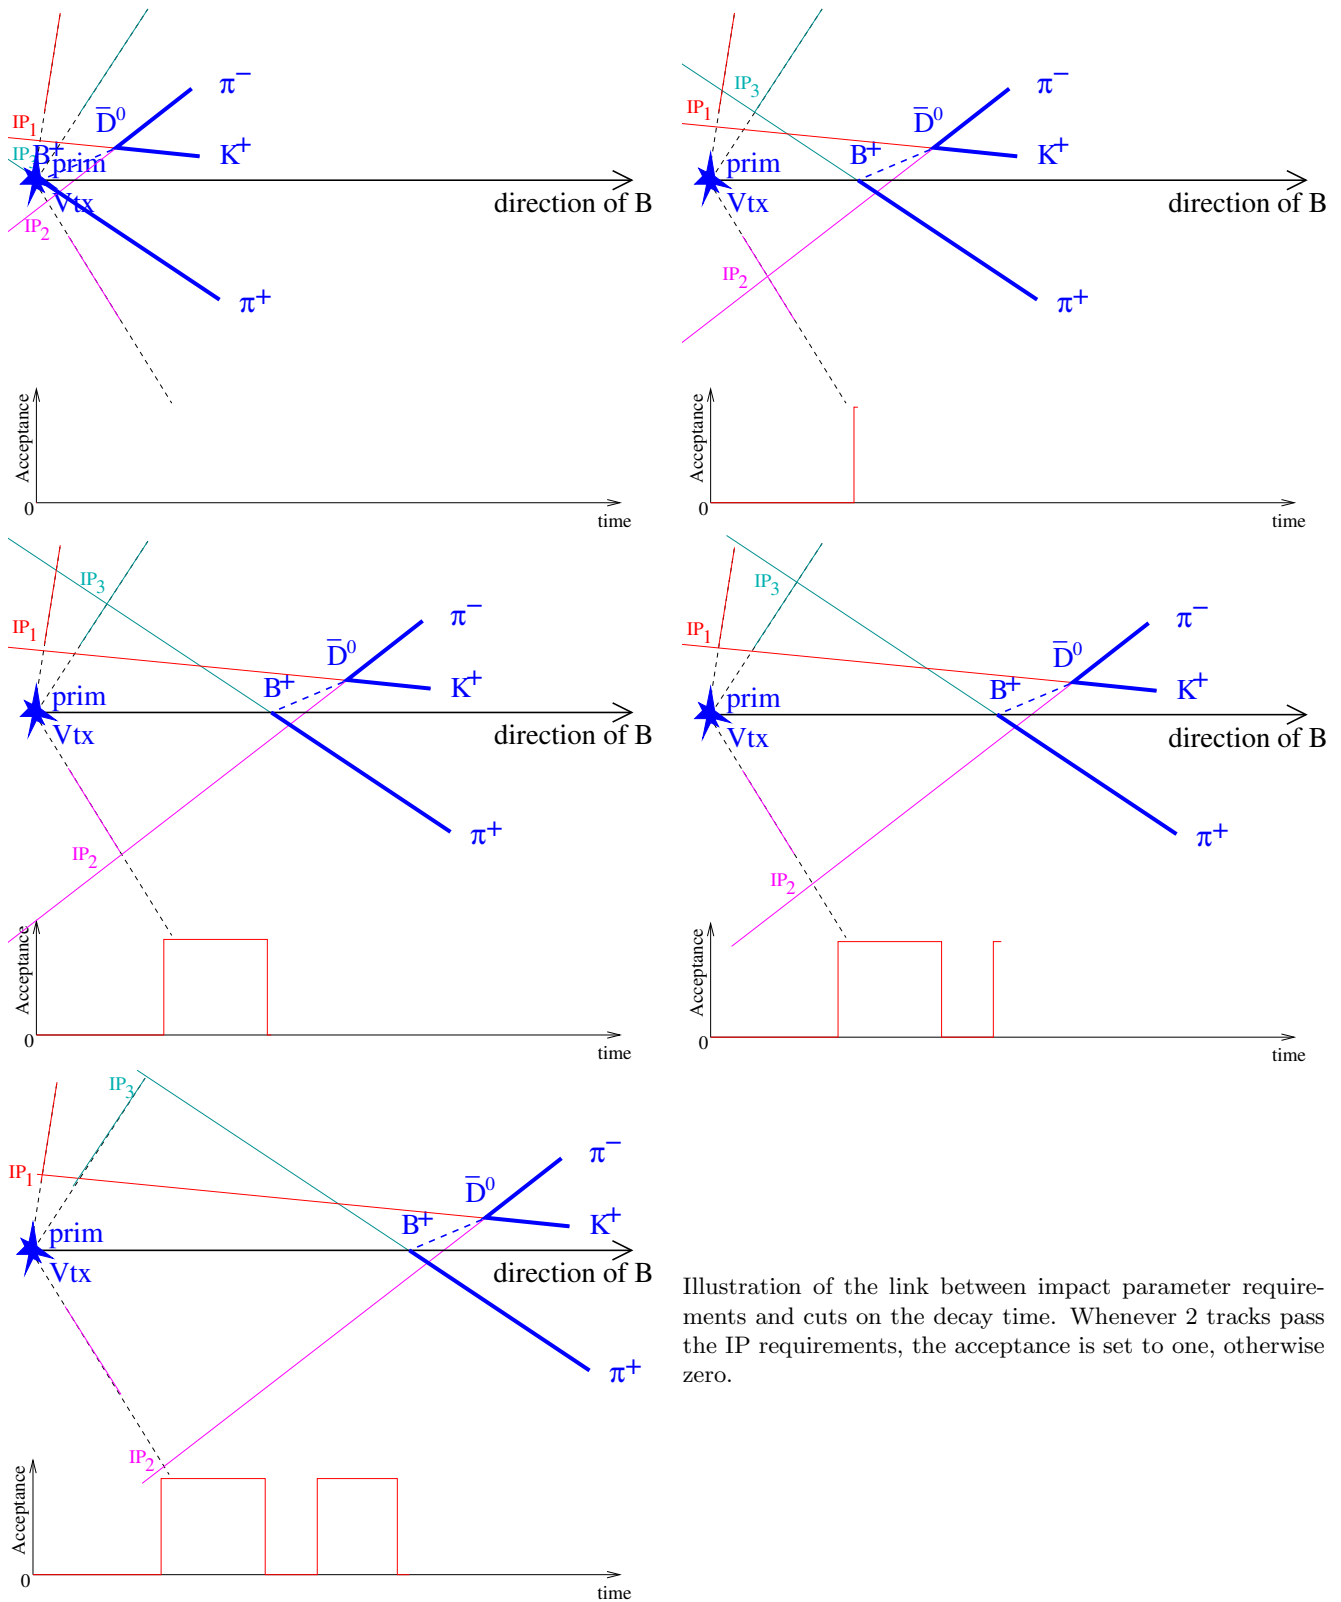 π⁻
D̅⁰
IP₁
B⁺
K⁺
IP
prim
Vtx
direction of B
IP₂
π⁺
Acceptance
0
time
IP₃
π⁻
IP₁
D̅⁰
B⁺
K⁺
prim
Vtx
direction of B
IP₂
π⁺
Acceptance
0
time
IP₃
π⁻
IP₁
D̅⁰
B⁺
K⁺
prim
Vtx
direction of B
π⁺
IP₂
Acceptance
0
time
IP₃
π⁻
IP₁
D̅⁰
B⁺
K⁺
prim
Vtx
direction of B
π⁺
IP₂
Acceptance
0
time
IP₃
π⁻
IP₁
D̅⁰
B⁺
K⁺
prim
Vtx
direction of B
π⁺
IP₂
Acceptance
0
time
Illustration of the link between impact parameter require-
ments and cuts on the decay time. Whenever 2 tracks pass
the IP requirements, the acceptance is set to one, otherwise
zero.